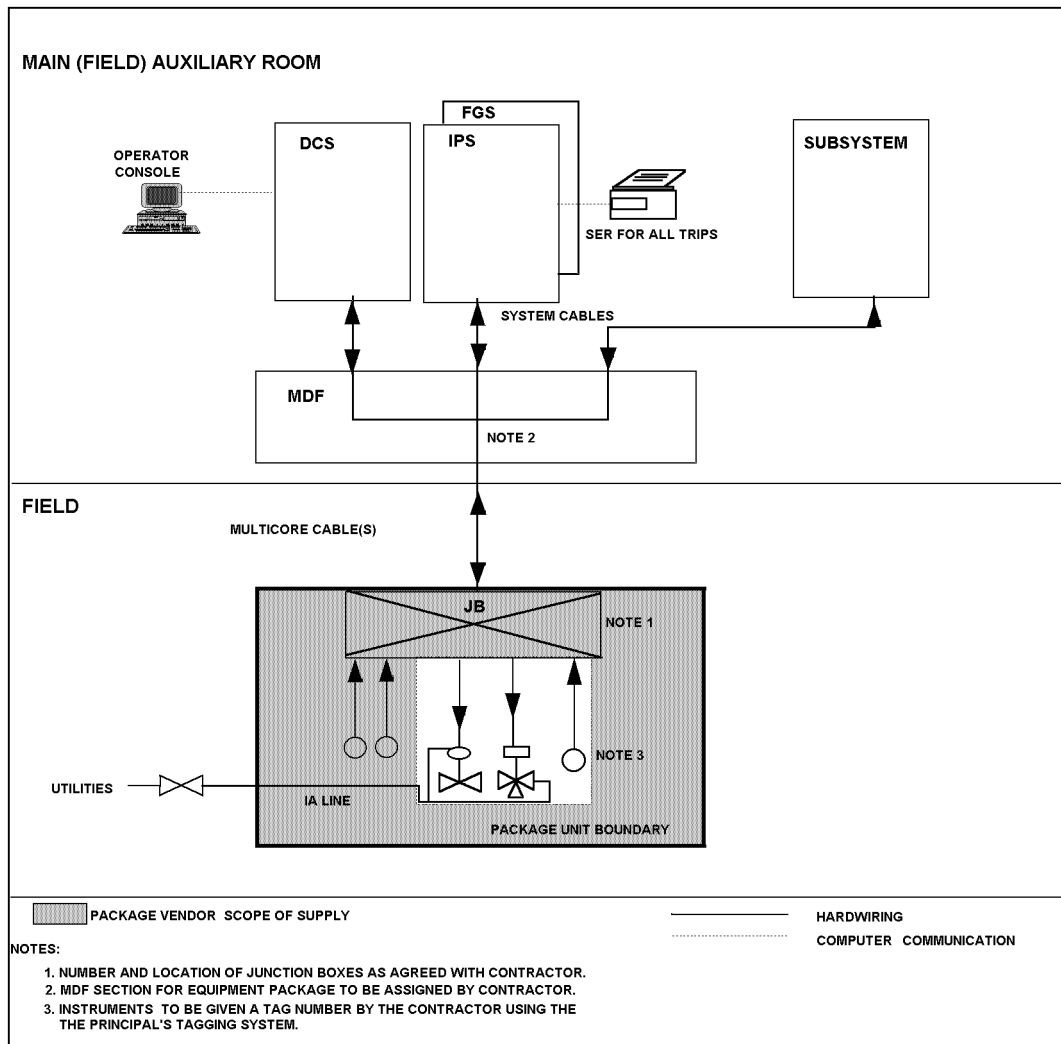 MAIN (FIELD) AUXILIARY ROOM
FGS
DCS
IPS
SUBSYSTEM
OPERATOR
CONSOLE
SER FOR ALL TRIPS
SYSTEM CABLES
MDF
NOTE 2
FIELD
MULTICORE CABLE(S)
JB
NOTE 1
NOTE 3
UTILITIES
IA LINE
PACKAGE UNIT BOUNDARY
PACKAGE VENDOR SCOPE OF SUPPLY
HARDWIRING
COMPUTER COMMUNICATION
NOTES:
1. NUMBER AND LOCATION OF JUNCTION BOXES AS AGREED WITH CONTRACTOR.
2. MDF SECTION FOR EQUIPMENT PACKAGE TO BE ASSIGNED BY CONTRACTOR.
3. INSTRUMENTS TO BE GIVEN A TAG NUMBER BY THE CONTRACTOR USING THE
THE PRINCIPAL'S TAGGING SYSTEM.